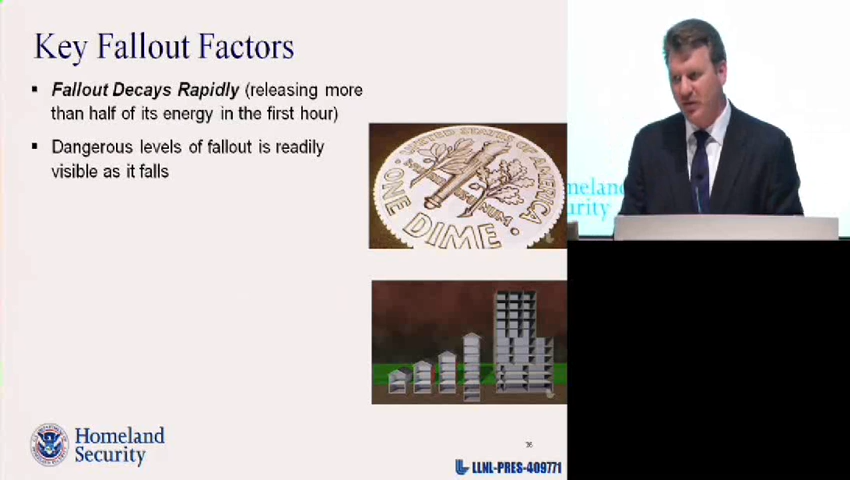 Key Fallout Factors
▪ Fallout Decays Rapidly (releasing more
than half of its energy in the first hour)
▪ Dangerous levels of fallout is readily
visible as it falls
UNITED STATES OF AMERICA
ONE DIME
meland
urity
Homeland
Security
LLNL-PRES-409771